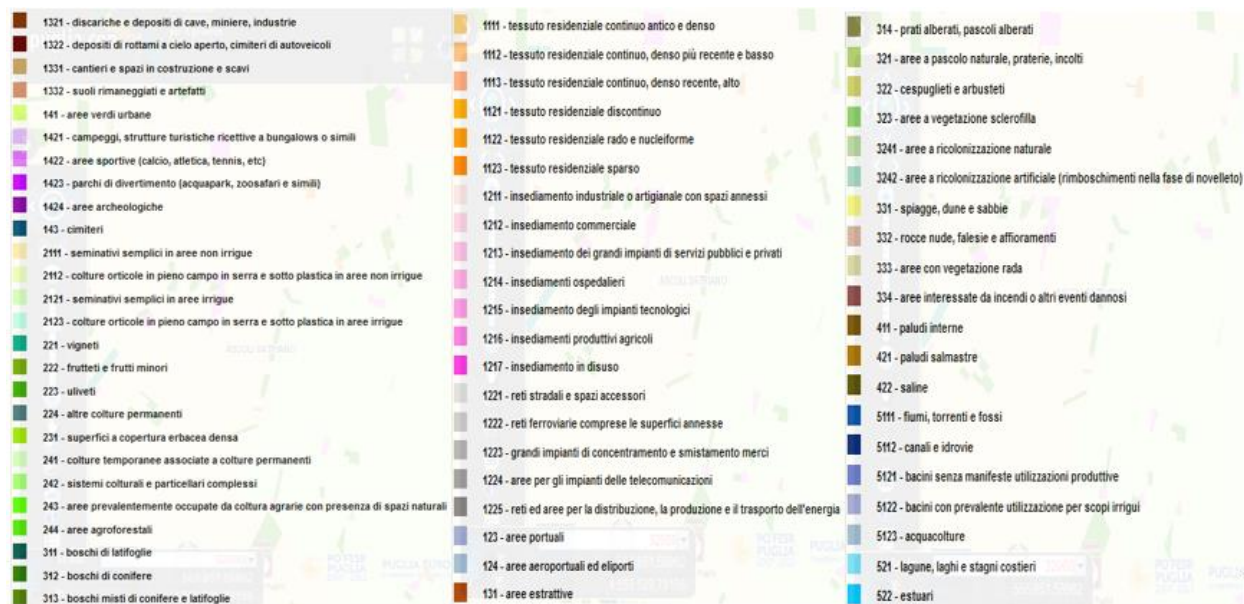 1321 - discariche e depositi di cave, miniere, industrie
1322 - depositi di rottami a cielo aperto, cimiteri di autoveicoli
1331 - cantieri e spazi in costruzione e scavi
1332 - suoli rimaneggiati e artefatti
141 - aree verdi urbane
1421 - campeggi, strutture turistiche ricettive a bungalows o simili
1422 - aree sportive (calcio, atletica, tennis, etc)
1423 - parchi di divertimento (acquapark, zoosafari e simili)
1424 - aree archeologiche
143 - cimiteri
2111 - seminativi semplici in aree non irrigue
2112 - colture orticole in pieno campo in serra e sotto plastica in aree non irrigue
2121 - seminativi semplici in aree irrigue
2123 - colture orticole in pieno campo in serra e sotto plastica in aree irrigue
221 - vigneti
222 - frutteti e frutti minori
223 - uliveti
224 - altre colture permanenti
231 - superfici a copertura erbacea densa
241 - colture temporanee associate a colture permanenti
242 - sistemi colturali e particellari complessi
243 - aree prevalentemente occupate da coltura agrarie con presenza di spazi naturali
244 - aree agroforestali
311 - boschi di latifoglie
312 - boschi di conifere
313 - boschi misti di conifere e latifoglie
1111 - tessuto residenziale continuo antico e denso
1112 - tessuto residenziale continuo, denso più recente e basso
1113 - tessuto residenziale continuo, denso recente, alto
1121 - tessuto residenziale discontinuo
1122 - tessuto residenziale rado e nucleiforme
1123 - tessuto residenziale sparso
1211 - insediamento industriale o artigianale con spazi annessi
1212 - insediamento commerciale
1213 - insediamento dei grandi impianti di servizi pubblici e privati
1214 - insediamenti ospedalieri
1215 - insediamento degli impianti tecnologici
1216 - insediamenti produttivi agricoli
1217 - insediamento in disuso
1221 - reti stradali e spazi accessori
1222 - reti ferroviarie comprese le superfici annesse
1223 - grandi impianti di concentramento e smistamento merci
1224 - aree per gli impianti delle telecomunicazioni
1225 - reti ed aree per la distribuzione, la produzione e il trasporto dell'energia
123 - aree portuali
124 - aree aeroportuali ed eliporti
131 - aree estrattive
314 - prati alberati, pascoli alberati
321 - aree a pascolo naturale, praterie, incolti
322 - cespuglieti e arbusteti
323 - aree a vegetazione sclerofilla
3241 - aree a ricolonizzazione naturale
3242 - aree a ricolonizzazione artificiale (rimboschimenti nella fase di novelleto)
331 - spiagge, dune e sabbie
332 - rocce nude, falesie e affioramenti
333 - aree con vegetazione rada
334 - aree interessate da incendi o altri eventi dannosi
411 - paludi interne
421 - paludi salmastre
422 - saline
5111 - fiumi, torrenti e fossi
5112 - canali e idrovie
5121 - bacini senza manifeste utilizzazioni produttive
5122 - bacini con prevalente utilizzazione per scopi irrigui
5123 - acquacolture
521 - lagune, laghi e stagni costieri
522 - estuari